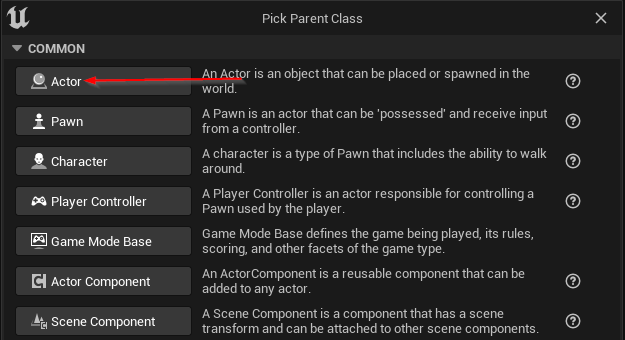 Pick Parent Class
COMMON
Actor
An Actor is an object that can be placed or spawned in the
world.
Pawn
A Pawn is an actor that can be 'possessed' and receive input
from a controller.
Character
A character is a type of Pawn that includes the ability to walk
around.
Player Controller
A Player Controller is an actor responsible for controlling a
Pawn used by the player.
Game Mode Base
Game Mode Base defines the game being played, its rules,
scoring, and other facets of the game type.
Actor Component
An ActorComponent is a reusable component that can be
added to any actor.
Scene Component
A Scene Component is a component that has a scene
transform and can be attached to other scene components.